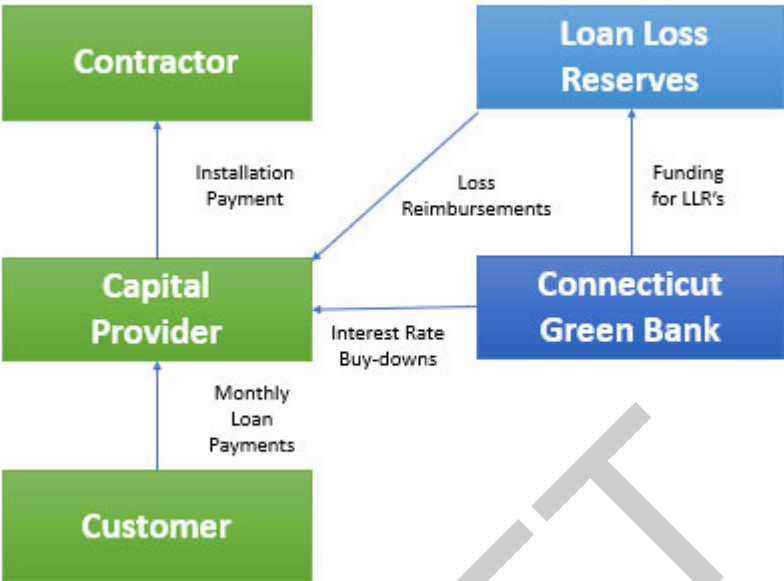 Contractor
Loan Loss
Reserves
Installation
Payment
Loss
Reimbursements
Funding
for LLR's
Capital
Provider
Connecticut
Green Bank
Interest Rate
Buy-downs
Monthly
Loan
Payments
Customer